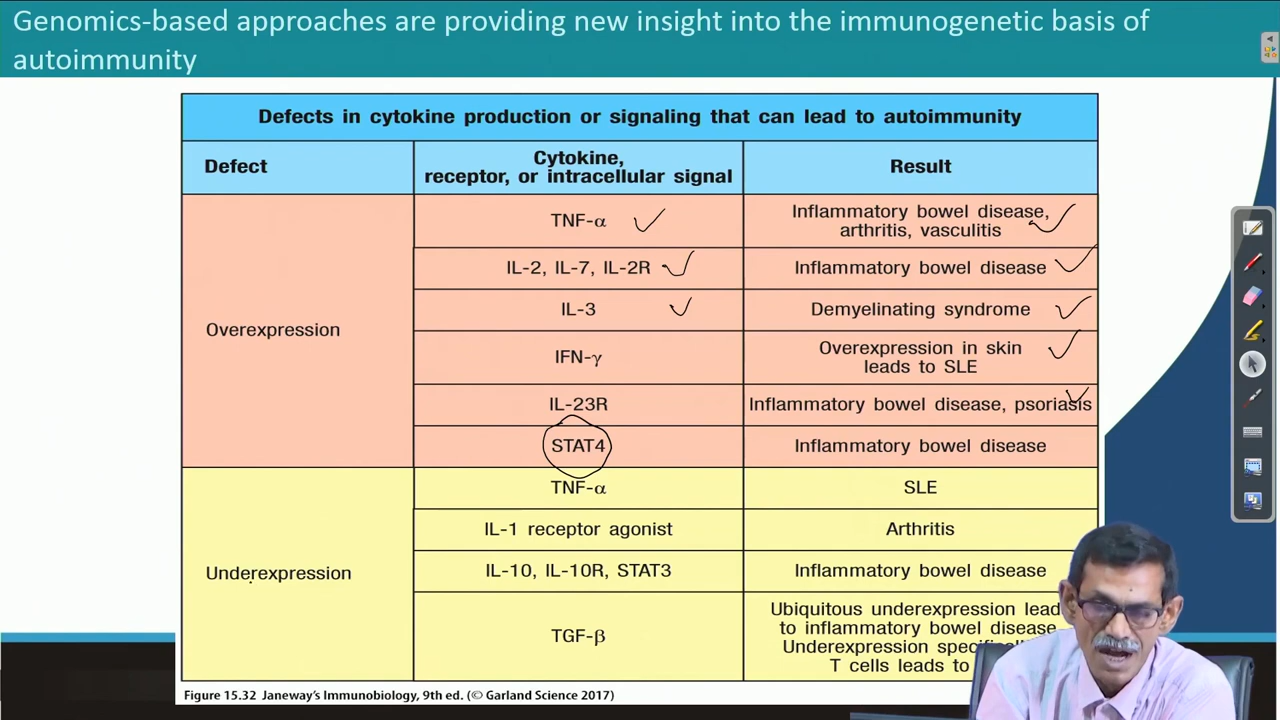 Genomics-based approaches are providing new insight into the immunogenetic basis of
autoimmunity
Defects in cytokine production or signaling that can lead to autoimmunity
Defect
Cytokine,
receptor, or intracellular signal
Result
Overexpression
TNF-α
Inflammatory bowel disease,
arthritis, vasculitis
IL-2, IL-7, IL-2R
Inflammatory bowel disease
IL-3
Demyelinating syndrome
IFN-γ
Overexpression in skin
leads to SLE
IL-23R
Inflammatory bowel disease, psoriasis
STAT4
Inflammatory bowel disease
Underexpression
TNF-α
SLE
IL-1 receptor agonist
Arthritis
IL-10, IL-10R, STAT3
Inflammatory bowel disease
TGF-β
Ubiquitous underexpression
to inflammatory bowel disease
Underexpression
T cells leads to
Figure 15.32 Janeway's Immunobiology, 9th ed. (© Garland Science 2017)